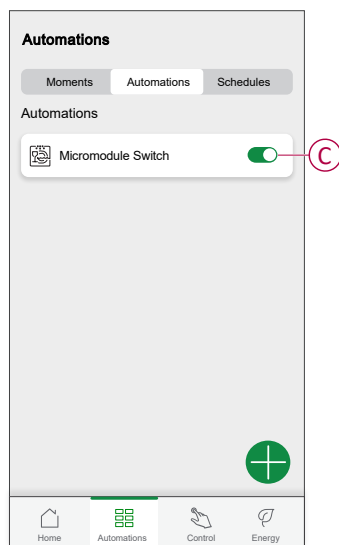 Automations
Moments Automations Schedules
Automations
Micromodule Switch
C
Home Automations Control Energy